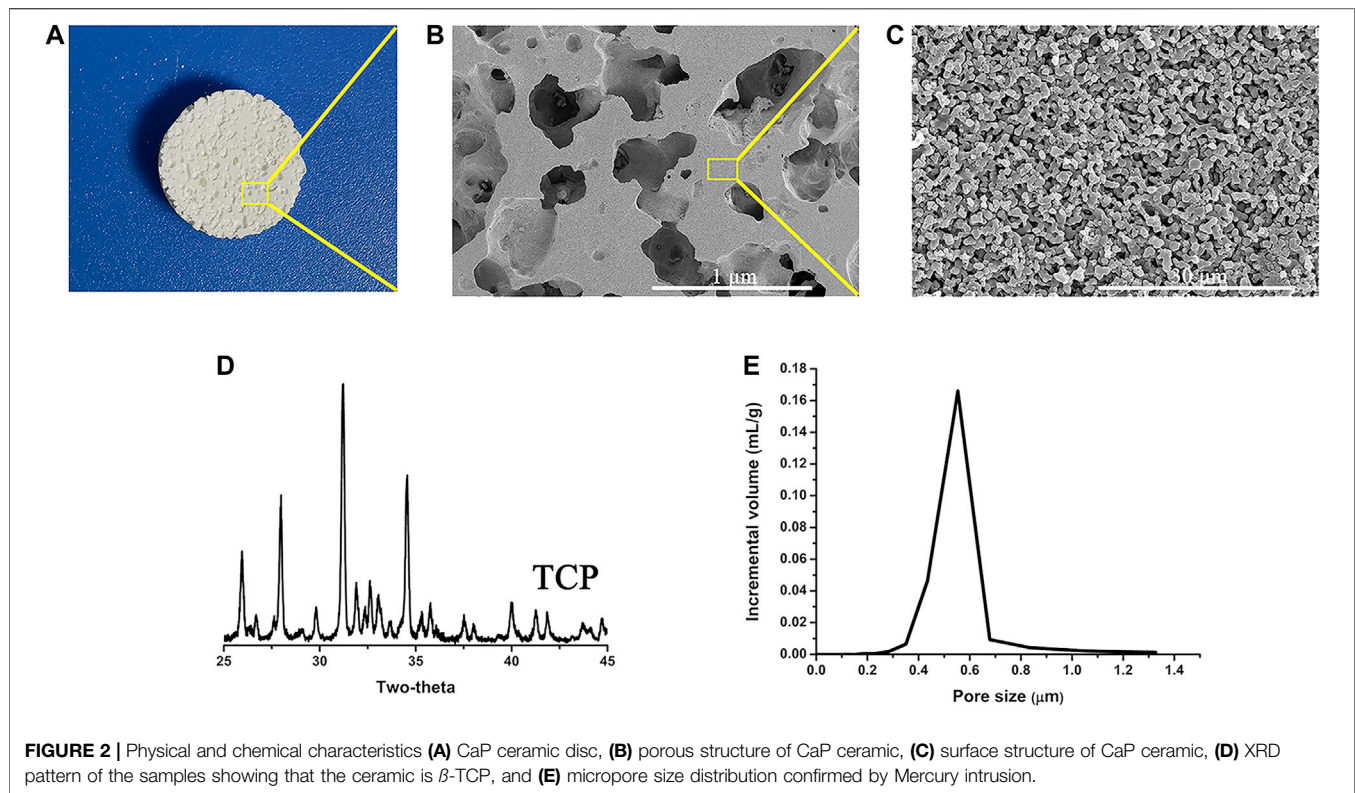 A
B
C
1 µm
30 µm
D
E
TCP
25
30
35
40
45
Two-theta
0.18
0.16
0.14
0.12
0.10
0.08
0.06
0.04
0.02
0.00
Incremental volume (mL/g)
0.0
0.2
0.4
0.6
0.8
1.0
1.2
1.4
Pore size (µm)
FIGURE 2 | Physical and chemical characteristics (A) CaP ceramic disc, (B) porous structure of CaP ceramic, (C) surface structure of CaP ceramic, (D) XRD
pattern of the samples showing that the ceramic is β-TCP, and (E) micropore size distribution confirmed by Mercury intrusion.